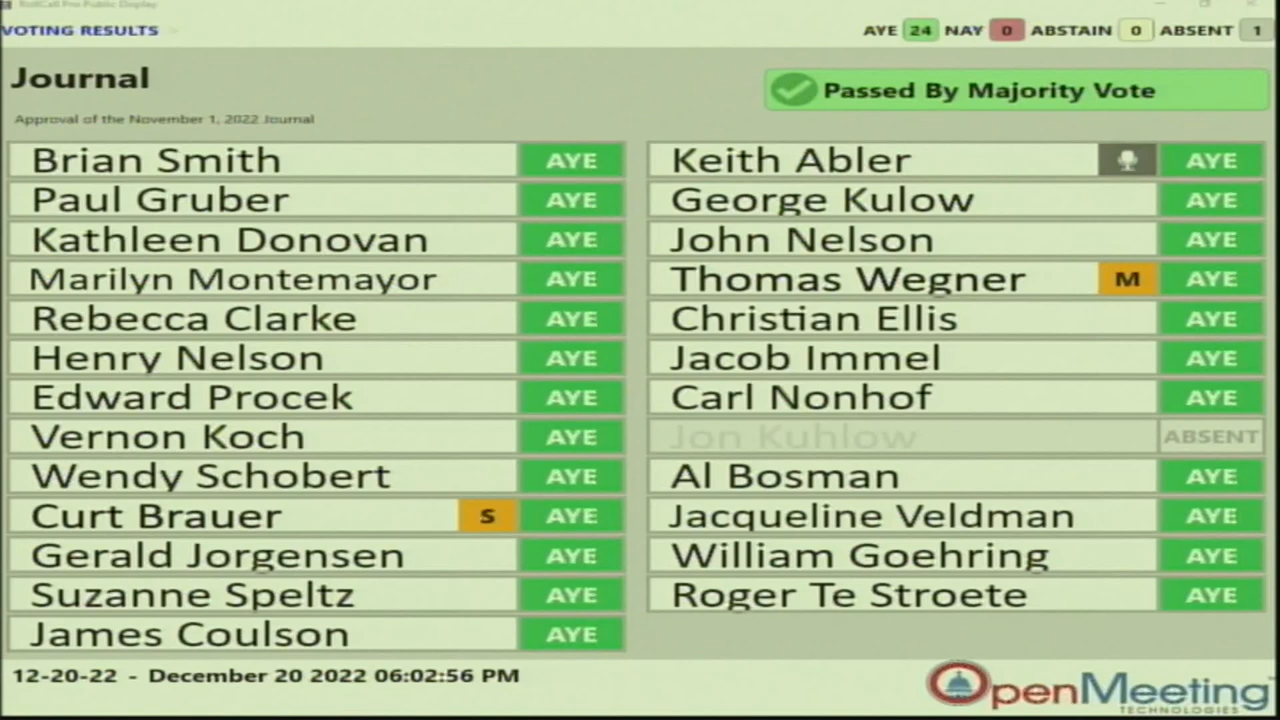 RollCall Pro Public Display
VOTING RESULTS
AYE 24 NAY 0 ABSTAIN 0 ABSENT 1
Journal
Passed By Majority Vote
Approval of the November 1, 2022 Journal
Brian Smith AYE
Paul Gruber AYE
Kathleen Donovan AYE
Marilyn Montemayor AYE
Rebecca Clarke AYE
Henry Nelson AYE
Edward Procek AYE
Vernon Koch AYE
Wendy Schobert AYE
Curt Brauer S AYE
Gerald Jorgensen AYE
Suzanne Speltz AYE
James Coulson AYE
Keith Abler AYE
George Kulow AYE
John Nelson AYE
Thomas Wegner M AYE
Christian Ellis AYE
Jacob Immel AYE
Carl Nonhof AYE
Jon Kuhlow ABSENT
Al Bosman AYE
Jacqueline Veldman AYE
William Goehring AYE
Roger Te Stroete AYE
12-20-22 - December 20 2022 06:02:56 PM
OpenMeeting
TECHNOLOGIES